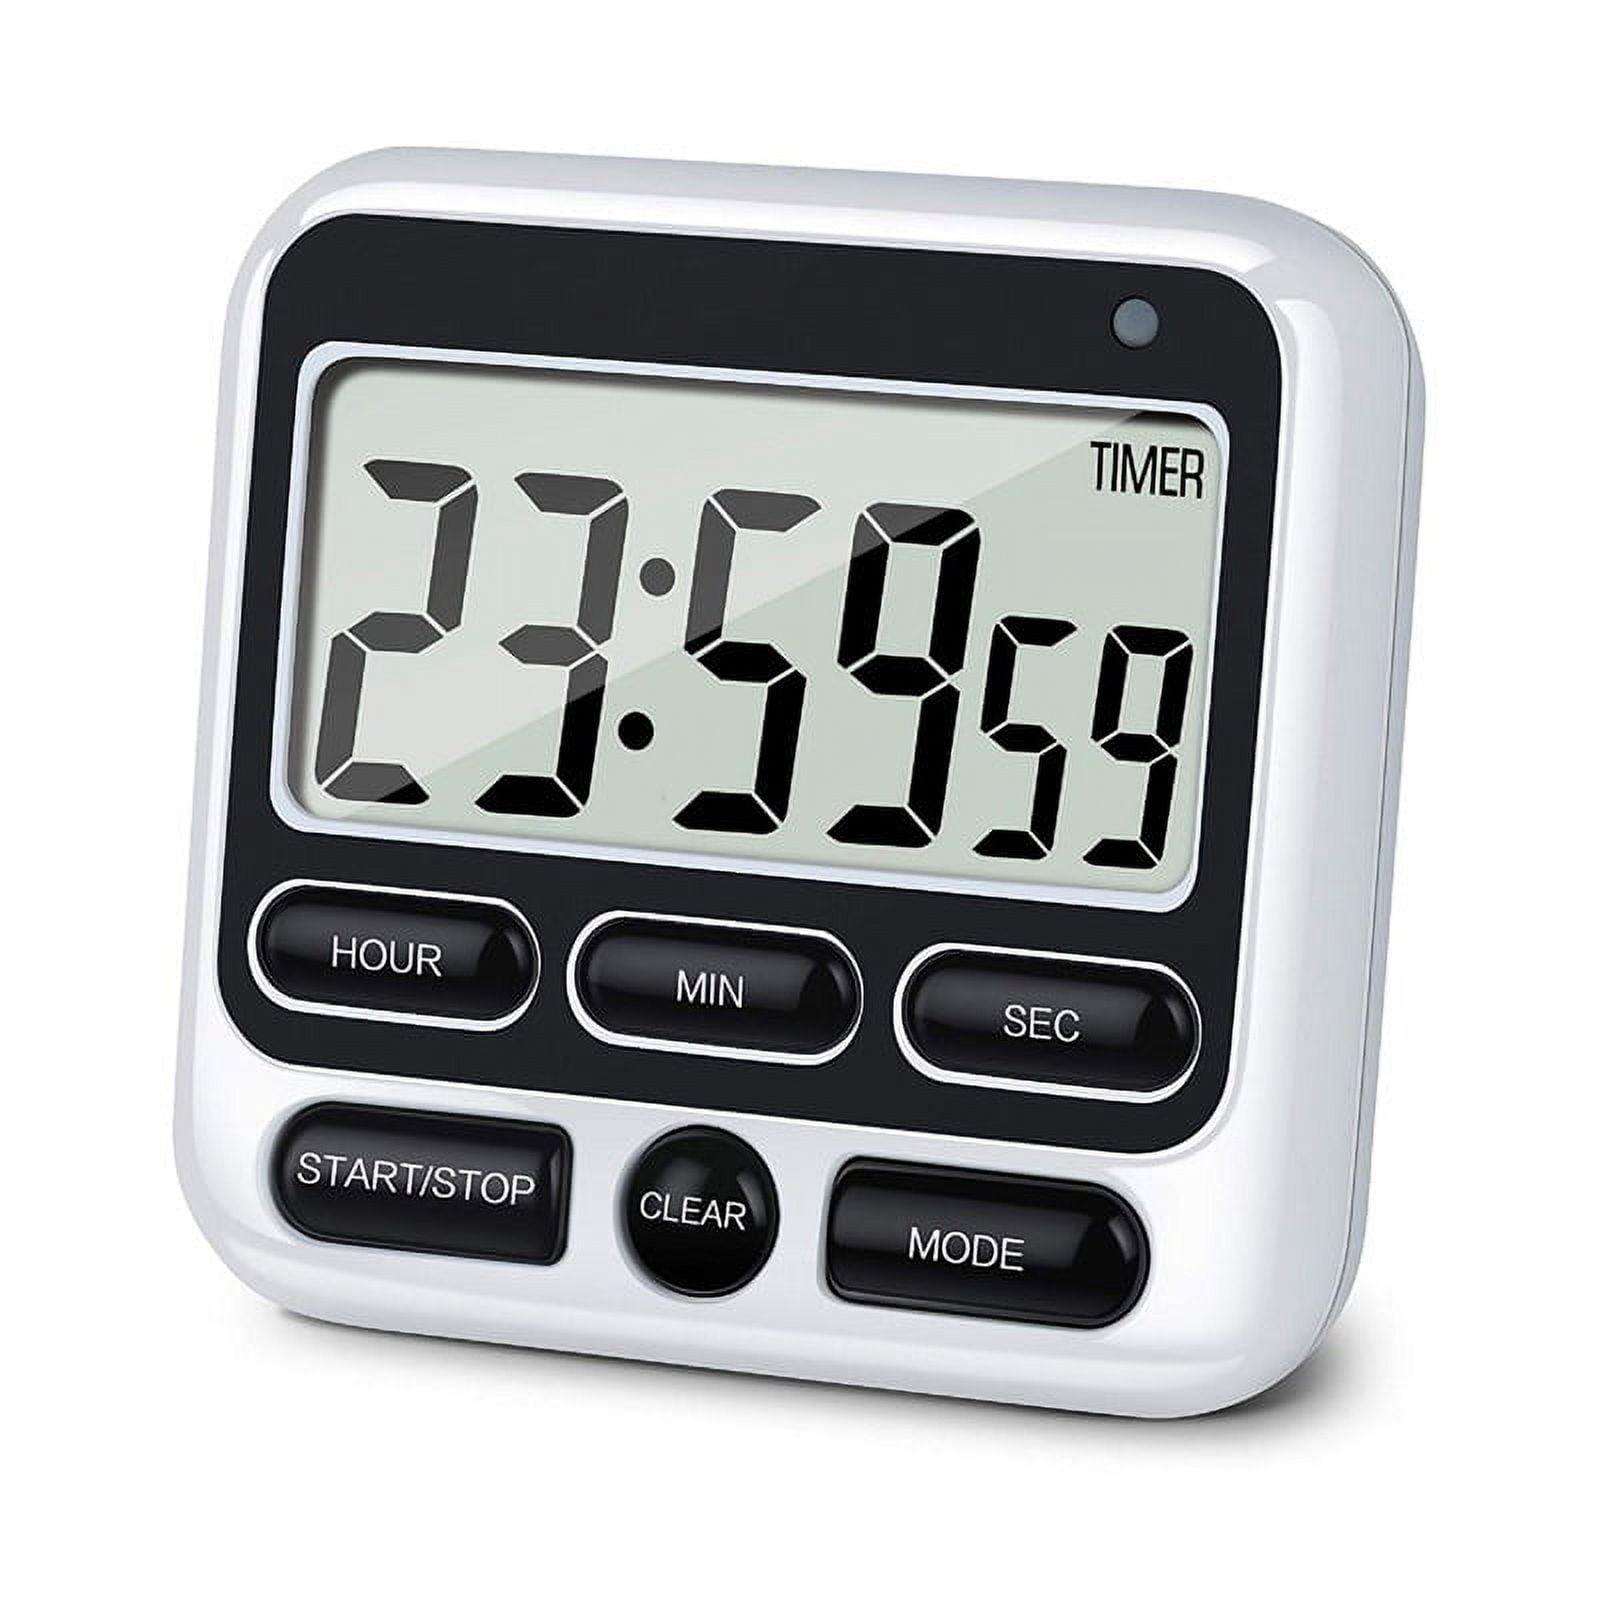 TIMER
23:59 59
HOUR MIN SEC
START/STOP CLEAR MODE